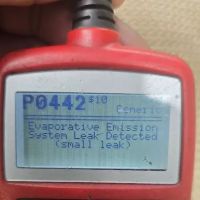 P0442 $10
Generic
Evaporative Emission
System Leak Detected
(small leak)